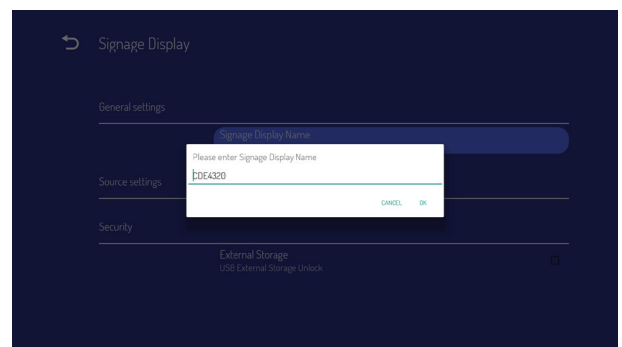 Signage Display
General settings
Signage Display Name
Please enter Signage Display Name
CDE4320
CANCEL OK
Source settings
Security
External Storage
USB External Storage Unlock